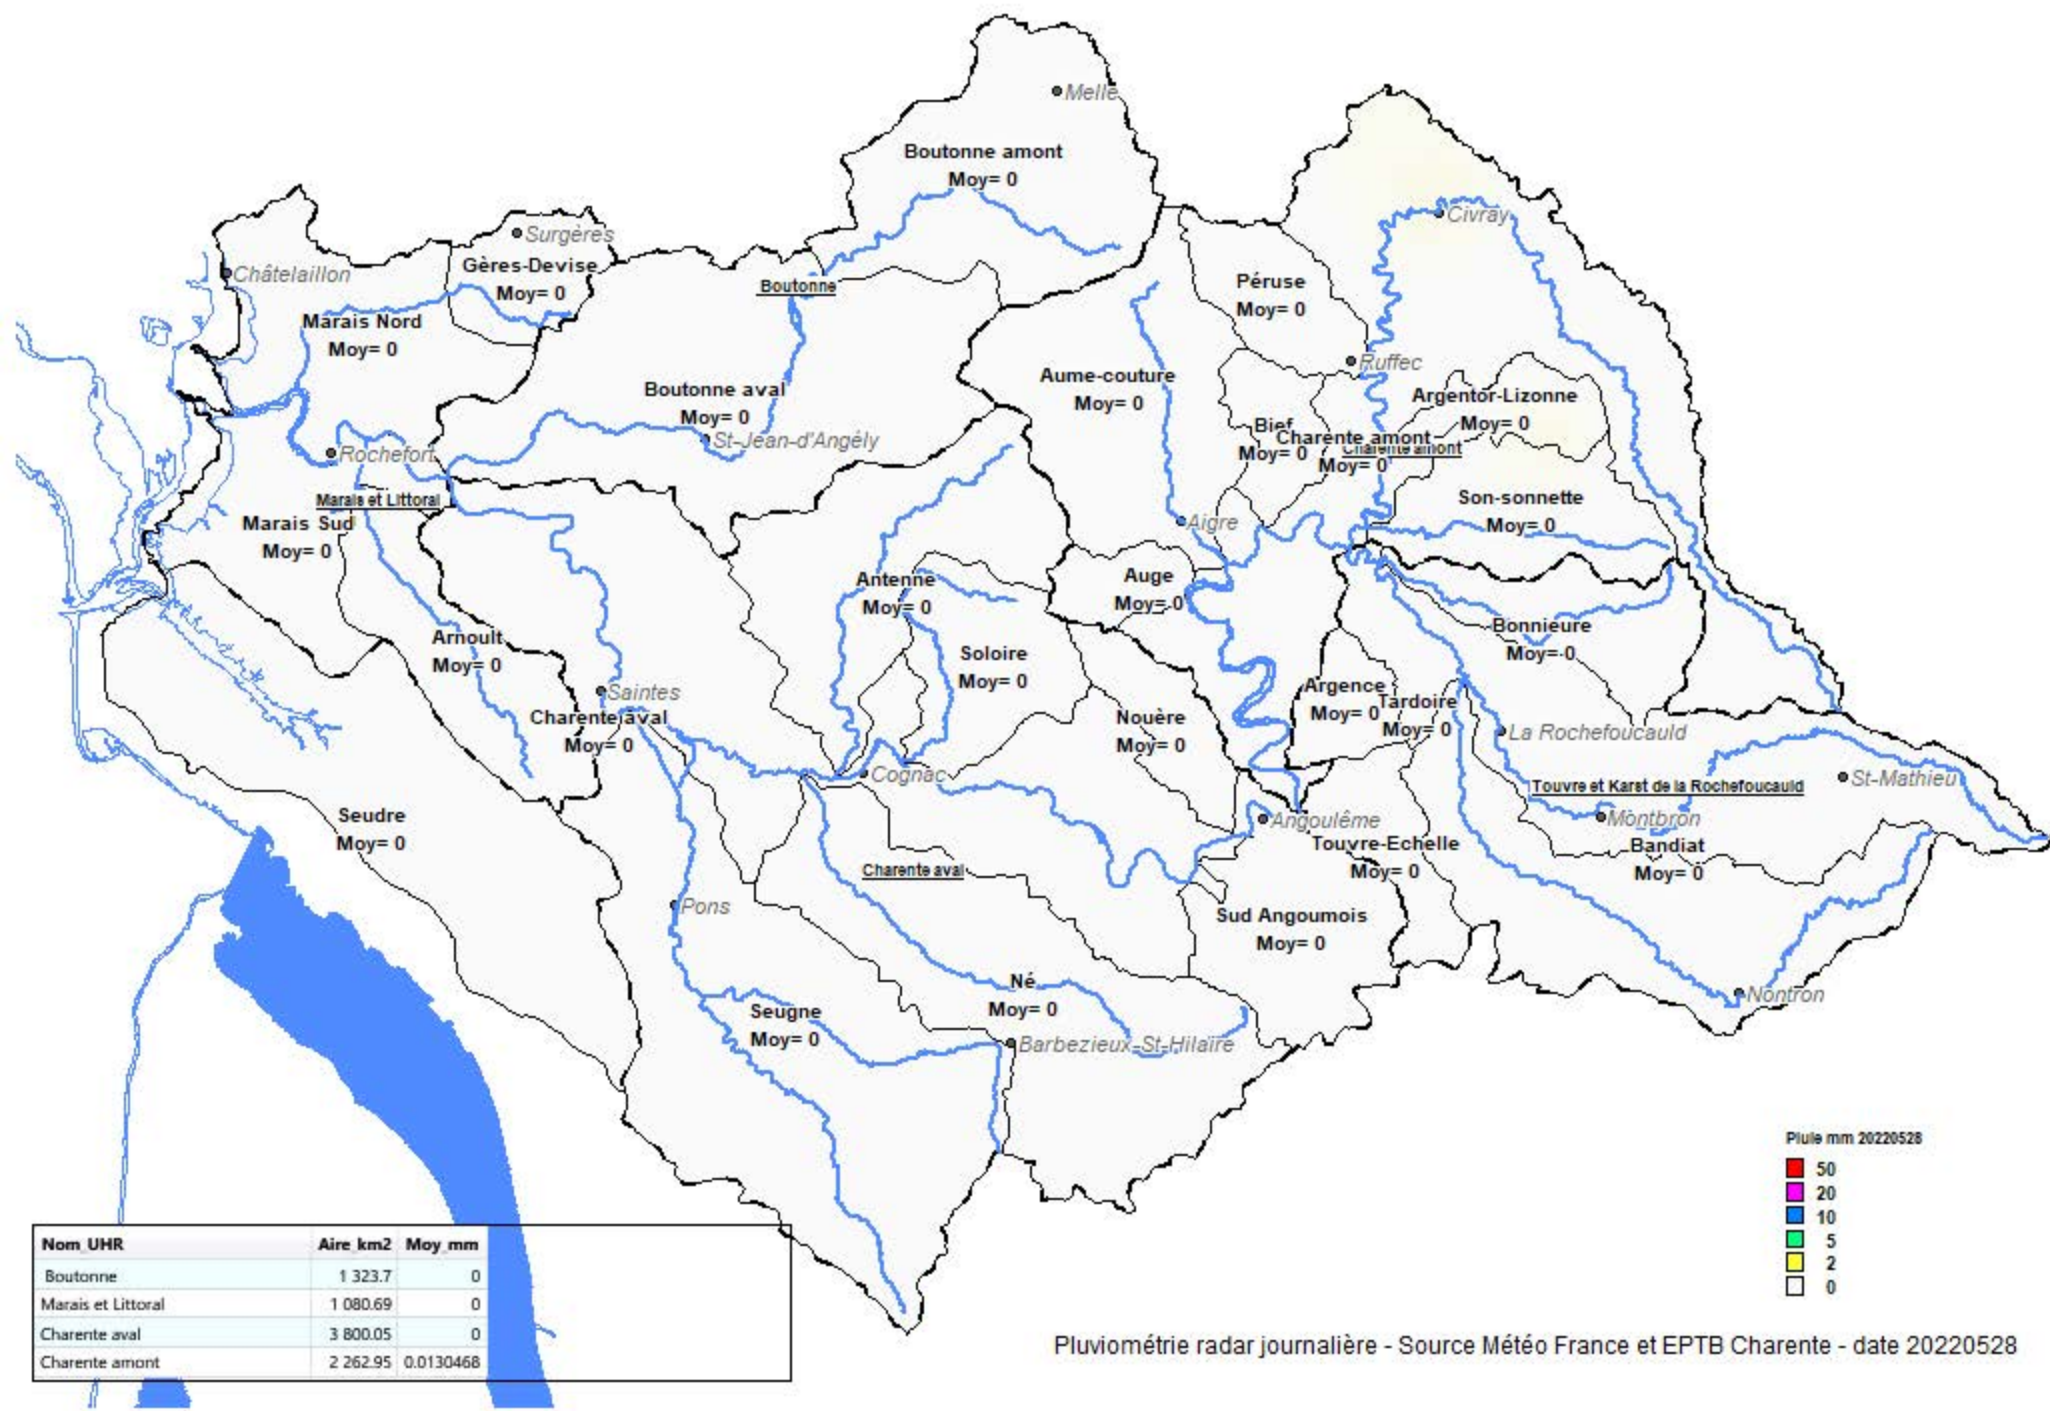 Melle
Boutonne amont
Moy= 0
Civray
Surgères
Châtelaillon
Gères-Devise
Moy= 0
Boutonne
Péruse
Moy= 0
Marais Nord
Moy= 0
Ruffec
Aume-couture
Moy= 0
Boutonne aval
Moy= 0
Argentor-Lizonne
Moy= 0
St-Jean-d'Angély
Bief
Moy= 0
Charente amont
Moy= 0
Charente amont
Rochefort
Marais et Littoral
Son-sonnette
Moy= 0
Marais Sud
Moy= 0
Aigre
Antenne
Moy= 0
Auge
Moy= 0
Bonnieure
Moy= 0
Arnoult
Moy= 0
Soloire
Moy= 0
Saintes
Argence
Moy= 0
Tardoire
Moy= 0
Charente aval
Moy= 0
Nouère
Moy= 0
La Rochefoucauld
Cognac
St-Mathieu
Touvre et Karst de la Rochefoucauld
Seudre
Moy= 0
Angoulême
Montbron
Touvre-Echelle
Moy= 0
Bandiat
Moy= 0
Charente aval
Pons
Sud Angoumois
Moy= 0
Né
Moy= 0
Nontron
Seugne
Moy= 0
Barbezieux-St-Hilaire
Pluie mm 20220528
50
20
10
5
2
0
Nom_UHR Aire_km2 Moy_mm
Boutonne 1 323.7 0
Marais et Littoral 1 080.69 0
Charente aval 3 800.05 0
Charente amont 2 262.95 0.0130468
Pluviométrie radar journalière - Source Météo France et EPTB Charente - date 20220528